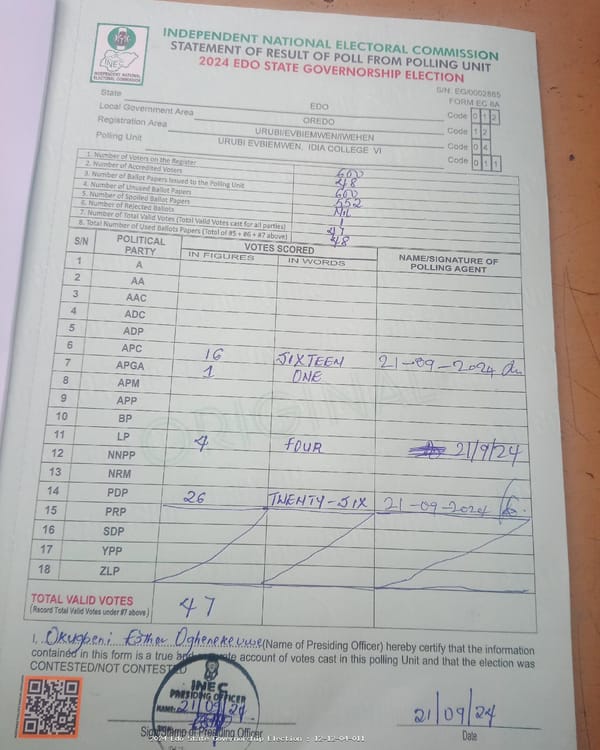 INDEPENDENT NATIONAL ELECTORAL COMMISSION
STATEMENT OF RESULT OF POLL FROM POLLING UNIT
2024 EDO STATE GOVERNORSHIP ELECTION
INEC
INDEPENDENT NATIONAL ELECTORAL COMMISSION
S/N: EG/0002865
FORM EC 8A
State EDO Code 0 1 2
Local Government Area OREDO Code 1 2
Registration Area URUBI/EVBIEMWEN/IWEHEN Code 0 4
Polling Unit URUBI EVBIEMWEN, IDIA COLLEGE VI Code 0 1 1
1. Number of Voters on the Register 600
2. Number of Accredited Voters 48
3. Number of Ballot Papers Issued to the Polling Unit 600
4. Number of Unused Ballot Papers 552
5. Number of Spoiled Ballot Papers Nil
6. Number of Rejected Ballots 1
7. Number of Total Valid Votes (Total Valid Votes cast for all parties) 47
8. Total Number of Used Ballots Papers (Total of #5 + #6 + #7 above) 48
S/N POLITICAL PARTY VOTES SCORED NAME/SIGNATURE OF POLLING AGENT
IN FIGURES IN WORDS
1 A
2 AA
3 AAC
4 ADC
5 ADP
6 APC 16 SIXTEEN 21-09-2024
7 APGA 1 ONE
8 APM
9 APP
10 BP
11 LP 4 FOUR 21/9/24
12 NNPP
13 NRM
14 PDP 26 TWENTY-SIX 21-09-2024
15 PRP
16 SDP
17 YPP
18 ZLP
ORIGINAL
TOTAL VALID VOTES 47
(Record Total Valid Votes under #7 above)
I, Okugbeni Esther Oghenekevwe (Name of Presiding Officer) hereby certify that the information
contained in this form is a true and accurate account of votes cast in this polling Unit and that the election was
CONTESTED/NOT CONTESTED
INEC
PRESIDING OFFICER
NAME:
21/09/24
21/09/24
Sign/Stamp of Presiding Officer Date
2024 Edo State Governorship Election : 12-12-04-011